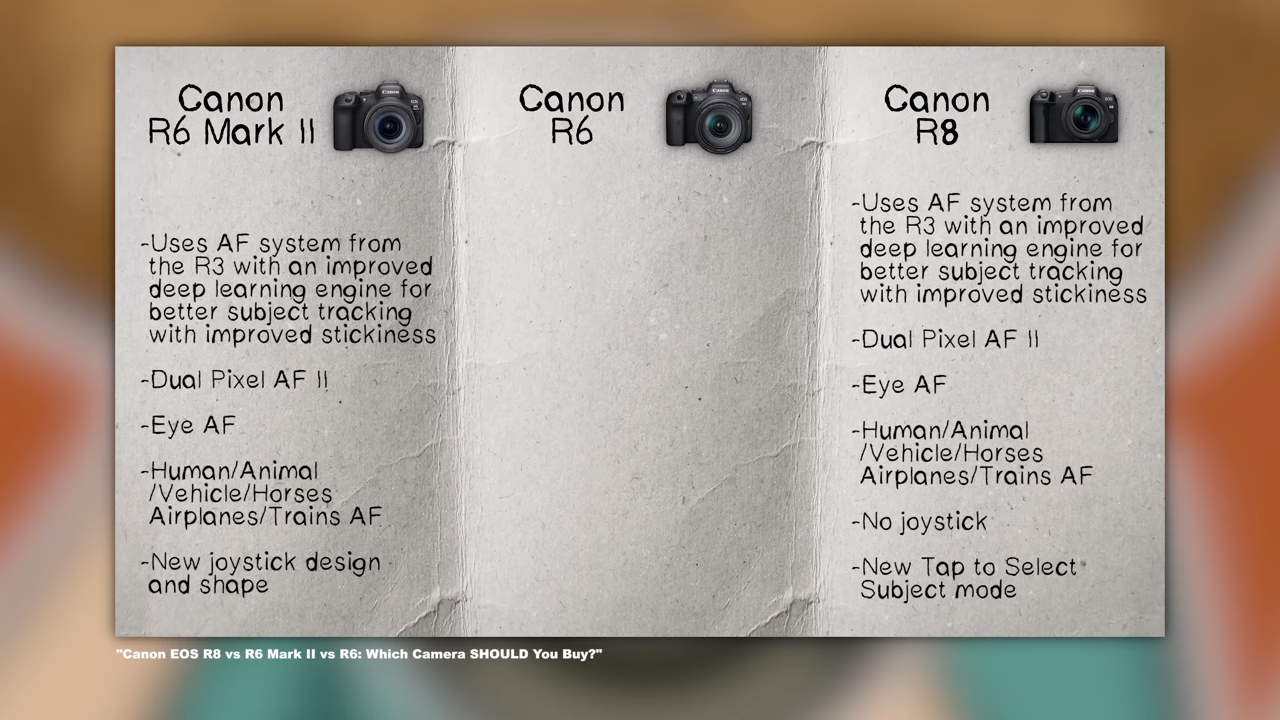 Canon
R6 Mark II
-Uses AF system from
the R3 with an improved
deep learning engine for
better subject tracking
with improved stickiness
-Dual Pixel AF II
-Eye AF
-Human/Animal
/Vehicle/Horses
Airplanes/Trains AF
-New joystick design
and shape
Canon
R6
Canon
R8
-Uses AF system from
the R3 with an improved
deep learning engine for
better subject tracking
with improved stickiness
-Dual Pixel AF II
-Eye AF
-Human/Animal
/Vehicle/Horses
Airplanes/Trains AF
-No joystick
-New Tap to Select
Subject mode
"Canon EOS R8 vs R6 Mark II vs R6: Which Camera SHOULD You Buy?"